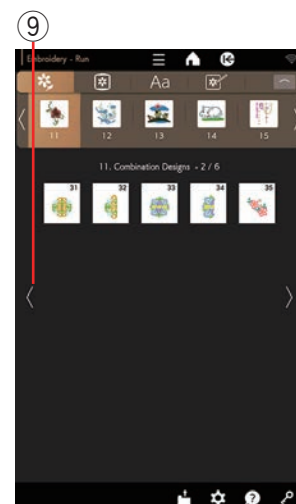 ⑨
Embroidery - Run
Aa
11 12 13 14 15
11. Combination Designs - 2 / 6
31 32 33 34 35
?